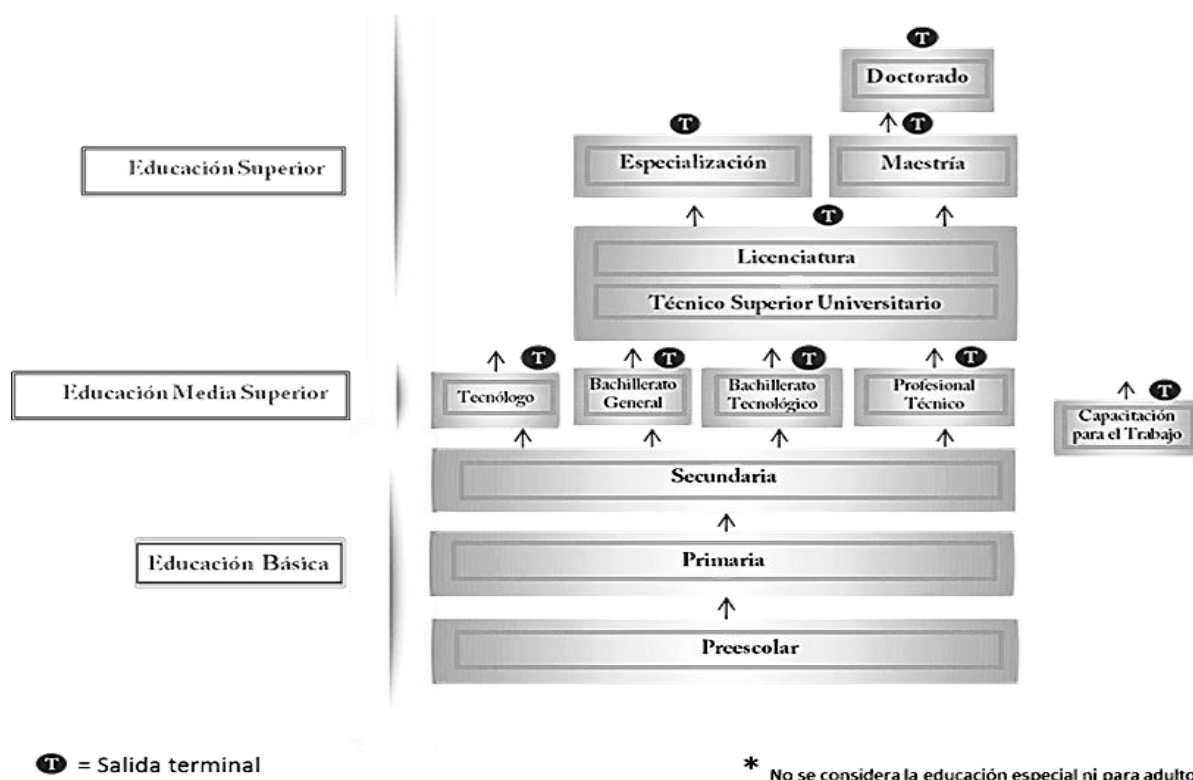 T
Doctorado
T
T
Educación Superior
Especialización
Maestría
T
Licenciatura
Técnico Superior Universitario
T
T
T
T
Educación Media Superior
Tecnólogo
Bachillerato
General
Bachillerato
Tecnológico
Profesional
Técnico
T
Capacitación
para el Trabajo
Secundaria
Educación Básica
Primaria
Preescolar
T = Salida terminal
* No se considera la educación especial ni para adulto